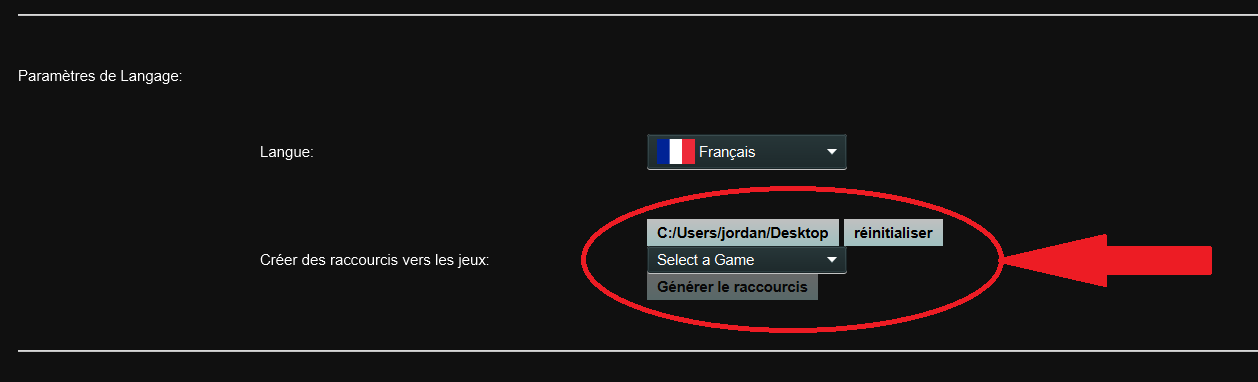 Paramètres de Langage:
Langue:
Français
C:/Users/jordan/Desktop réinitialiser
Créer des raccourcis vers les jeux:
Select a Game
Générer le raccourcis